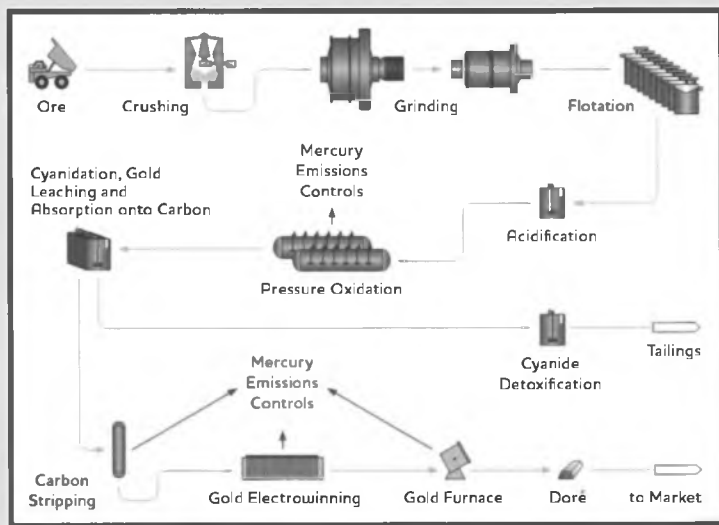 Ore
Crushing
Grinding
Flotation
Mercury
Emissions
Controls
Cyanidation, Gold
Leaching and
Absorption onto Carbon
Acidification
Pressure Oxidation
Tailings
Cyanide
Detoxification
Mercury
Emissions
Controls
Carbon
Stripping
Gold Electrowinning
Gold Furnace
Doré
to Market